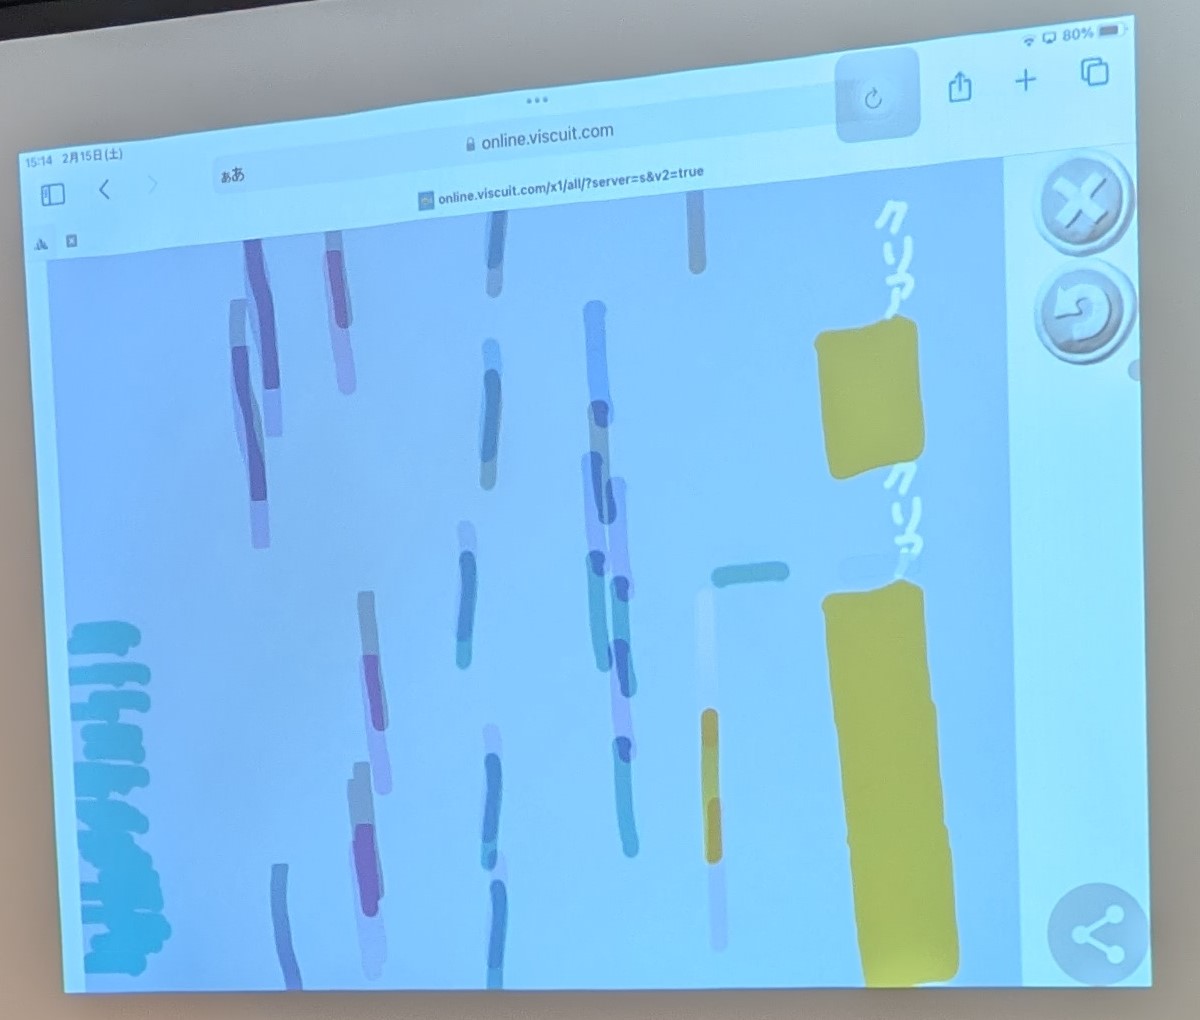 80%
15:14 2月15日(土)
ぁあ
online.viscuit.com
online.viscuit.com/x1/all/?server=s&v2=true
クリア
クリア